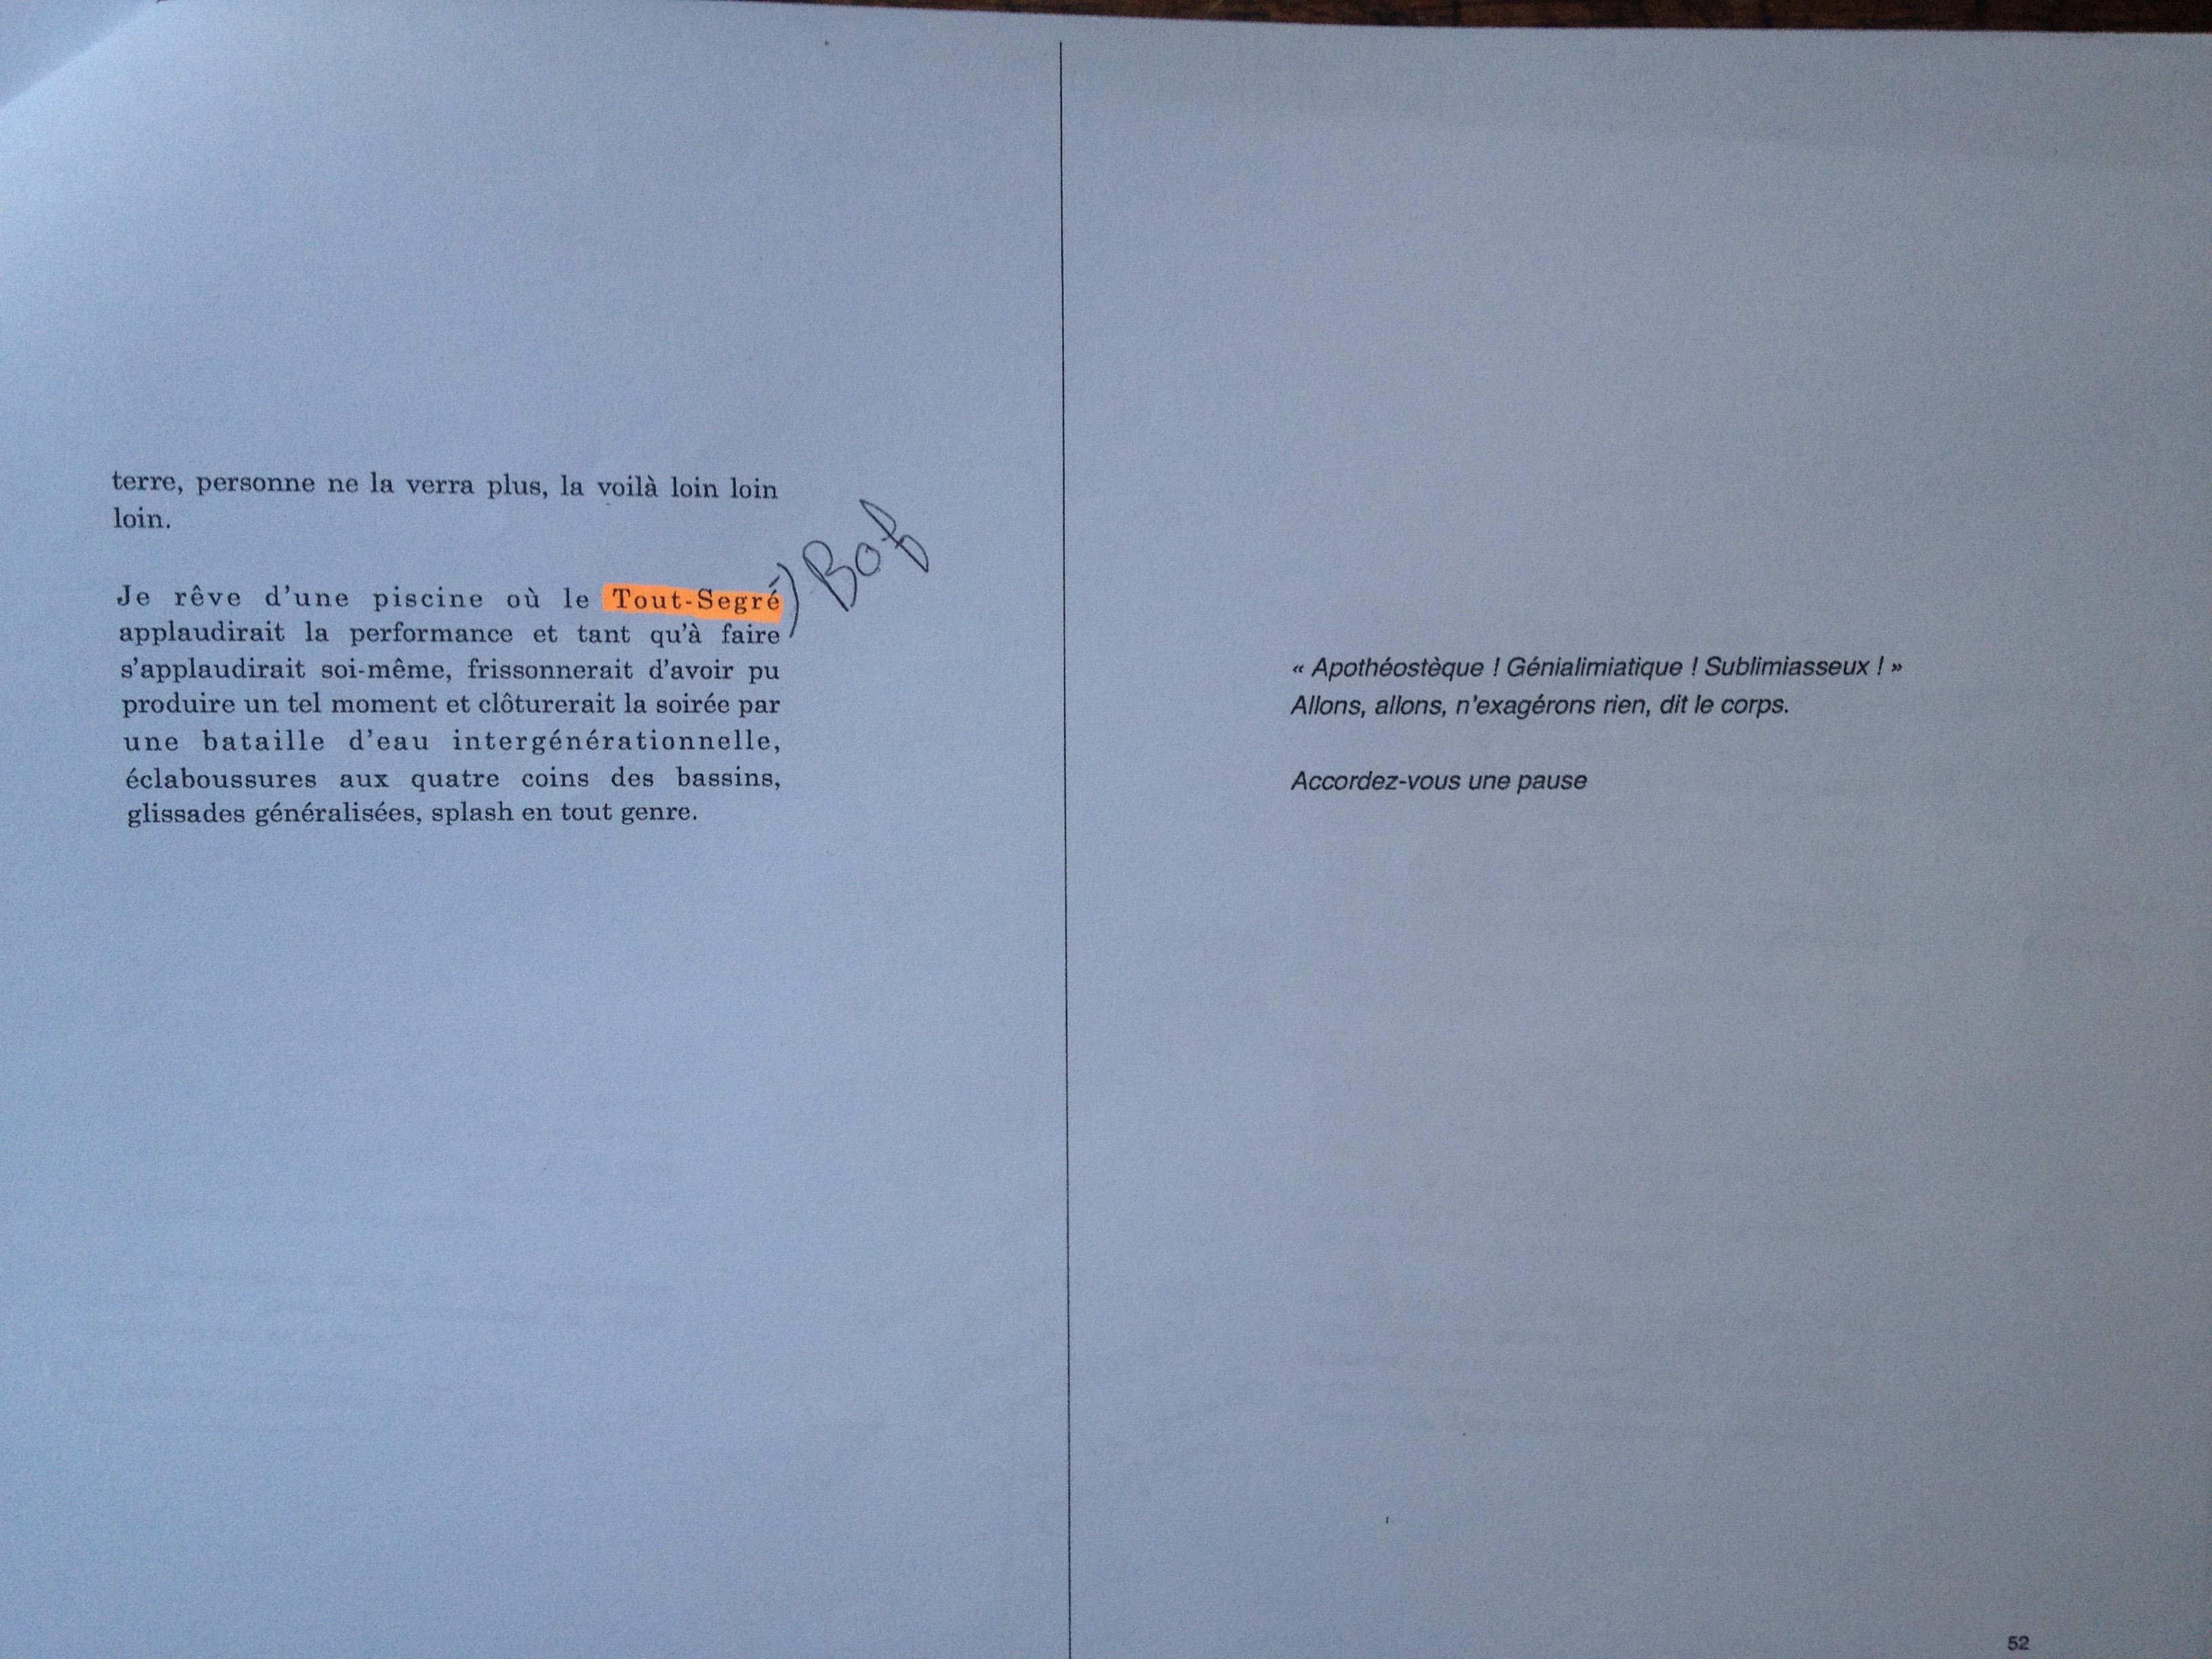 terre, personne ne la verra plus, la voilà loin loin
loin.
Je rêve d'une piscine où le Tout-Segré
applaudirait la performance et tant qu'à faire
s'applaudirait soi-même, frissonnerait d'avoir pu
produire un tel moment et clôturerait la soirée par
une bataille d'eau intergénérationnelle,
éclaboussures aux quatre coins des bassins,
glissades généralisées, splash en tout genre.
Bof
« Apothéostèque ! Génialimiatique ! Sublimiasseux ! »
Allons, allons, n'exagérons rien, dit le corps.
Accordez-vous une pause
52